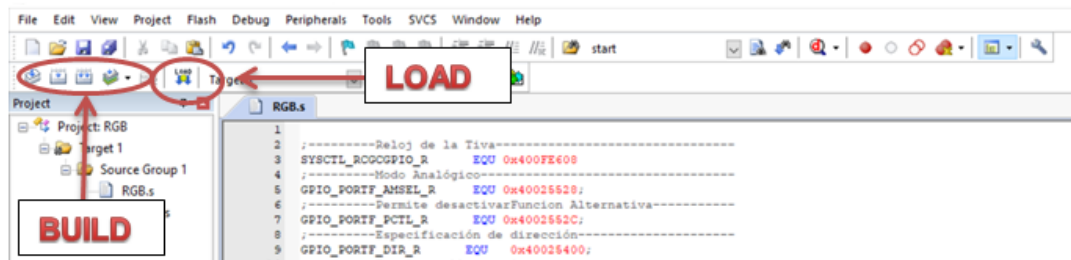 File Edit View Project Flash Debug Peripherals Tools SVCS Window Help
start
LOAD
LOAD
Project
RGB.s
Project: RGB
Target 1
Source Group 1
RGB.s
BUILD
1
2 ;---------Reloj de la Tiva----------------------------------
3 SYSCTL_RCGCGPIO_R EQU 0x400FE608
4 ;---------Modo Analógico-----------------------------------
5 GPIO_PORTF_AMSEL_R EQU 0x40025528;
6 ;---------Permite desactivarFuncion Alternativa------------
7 GPIO_PORTF_PCTL_R EQU 0x4002552C;
8 ;---------Especificación de dirección----------------------
9 GPIO_PORTF_DIR_R EQU 0x40025400;